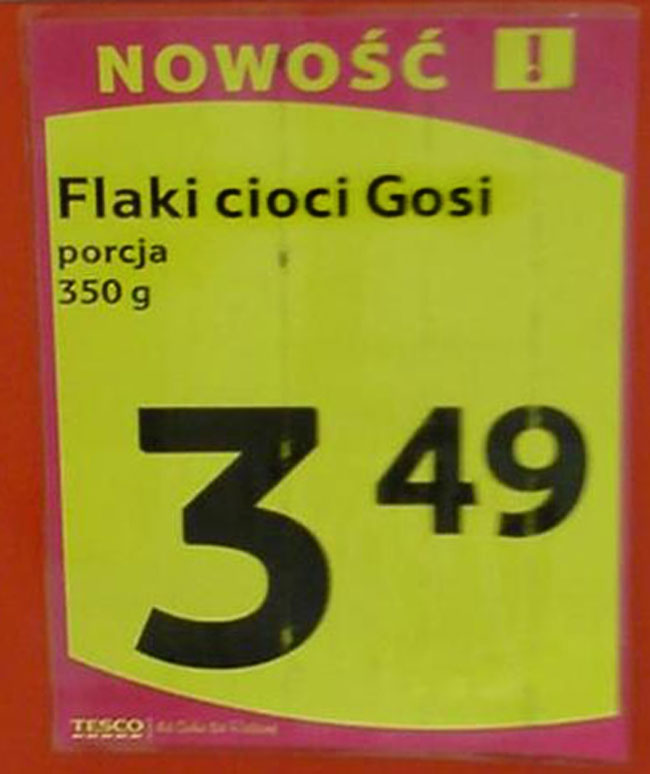 NOWOŚĆ !
Flaki cioci Gosi
porcja
350 g
3 49
TESCO